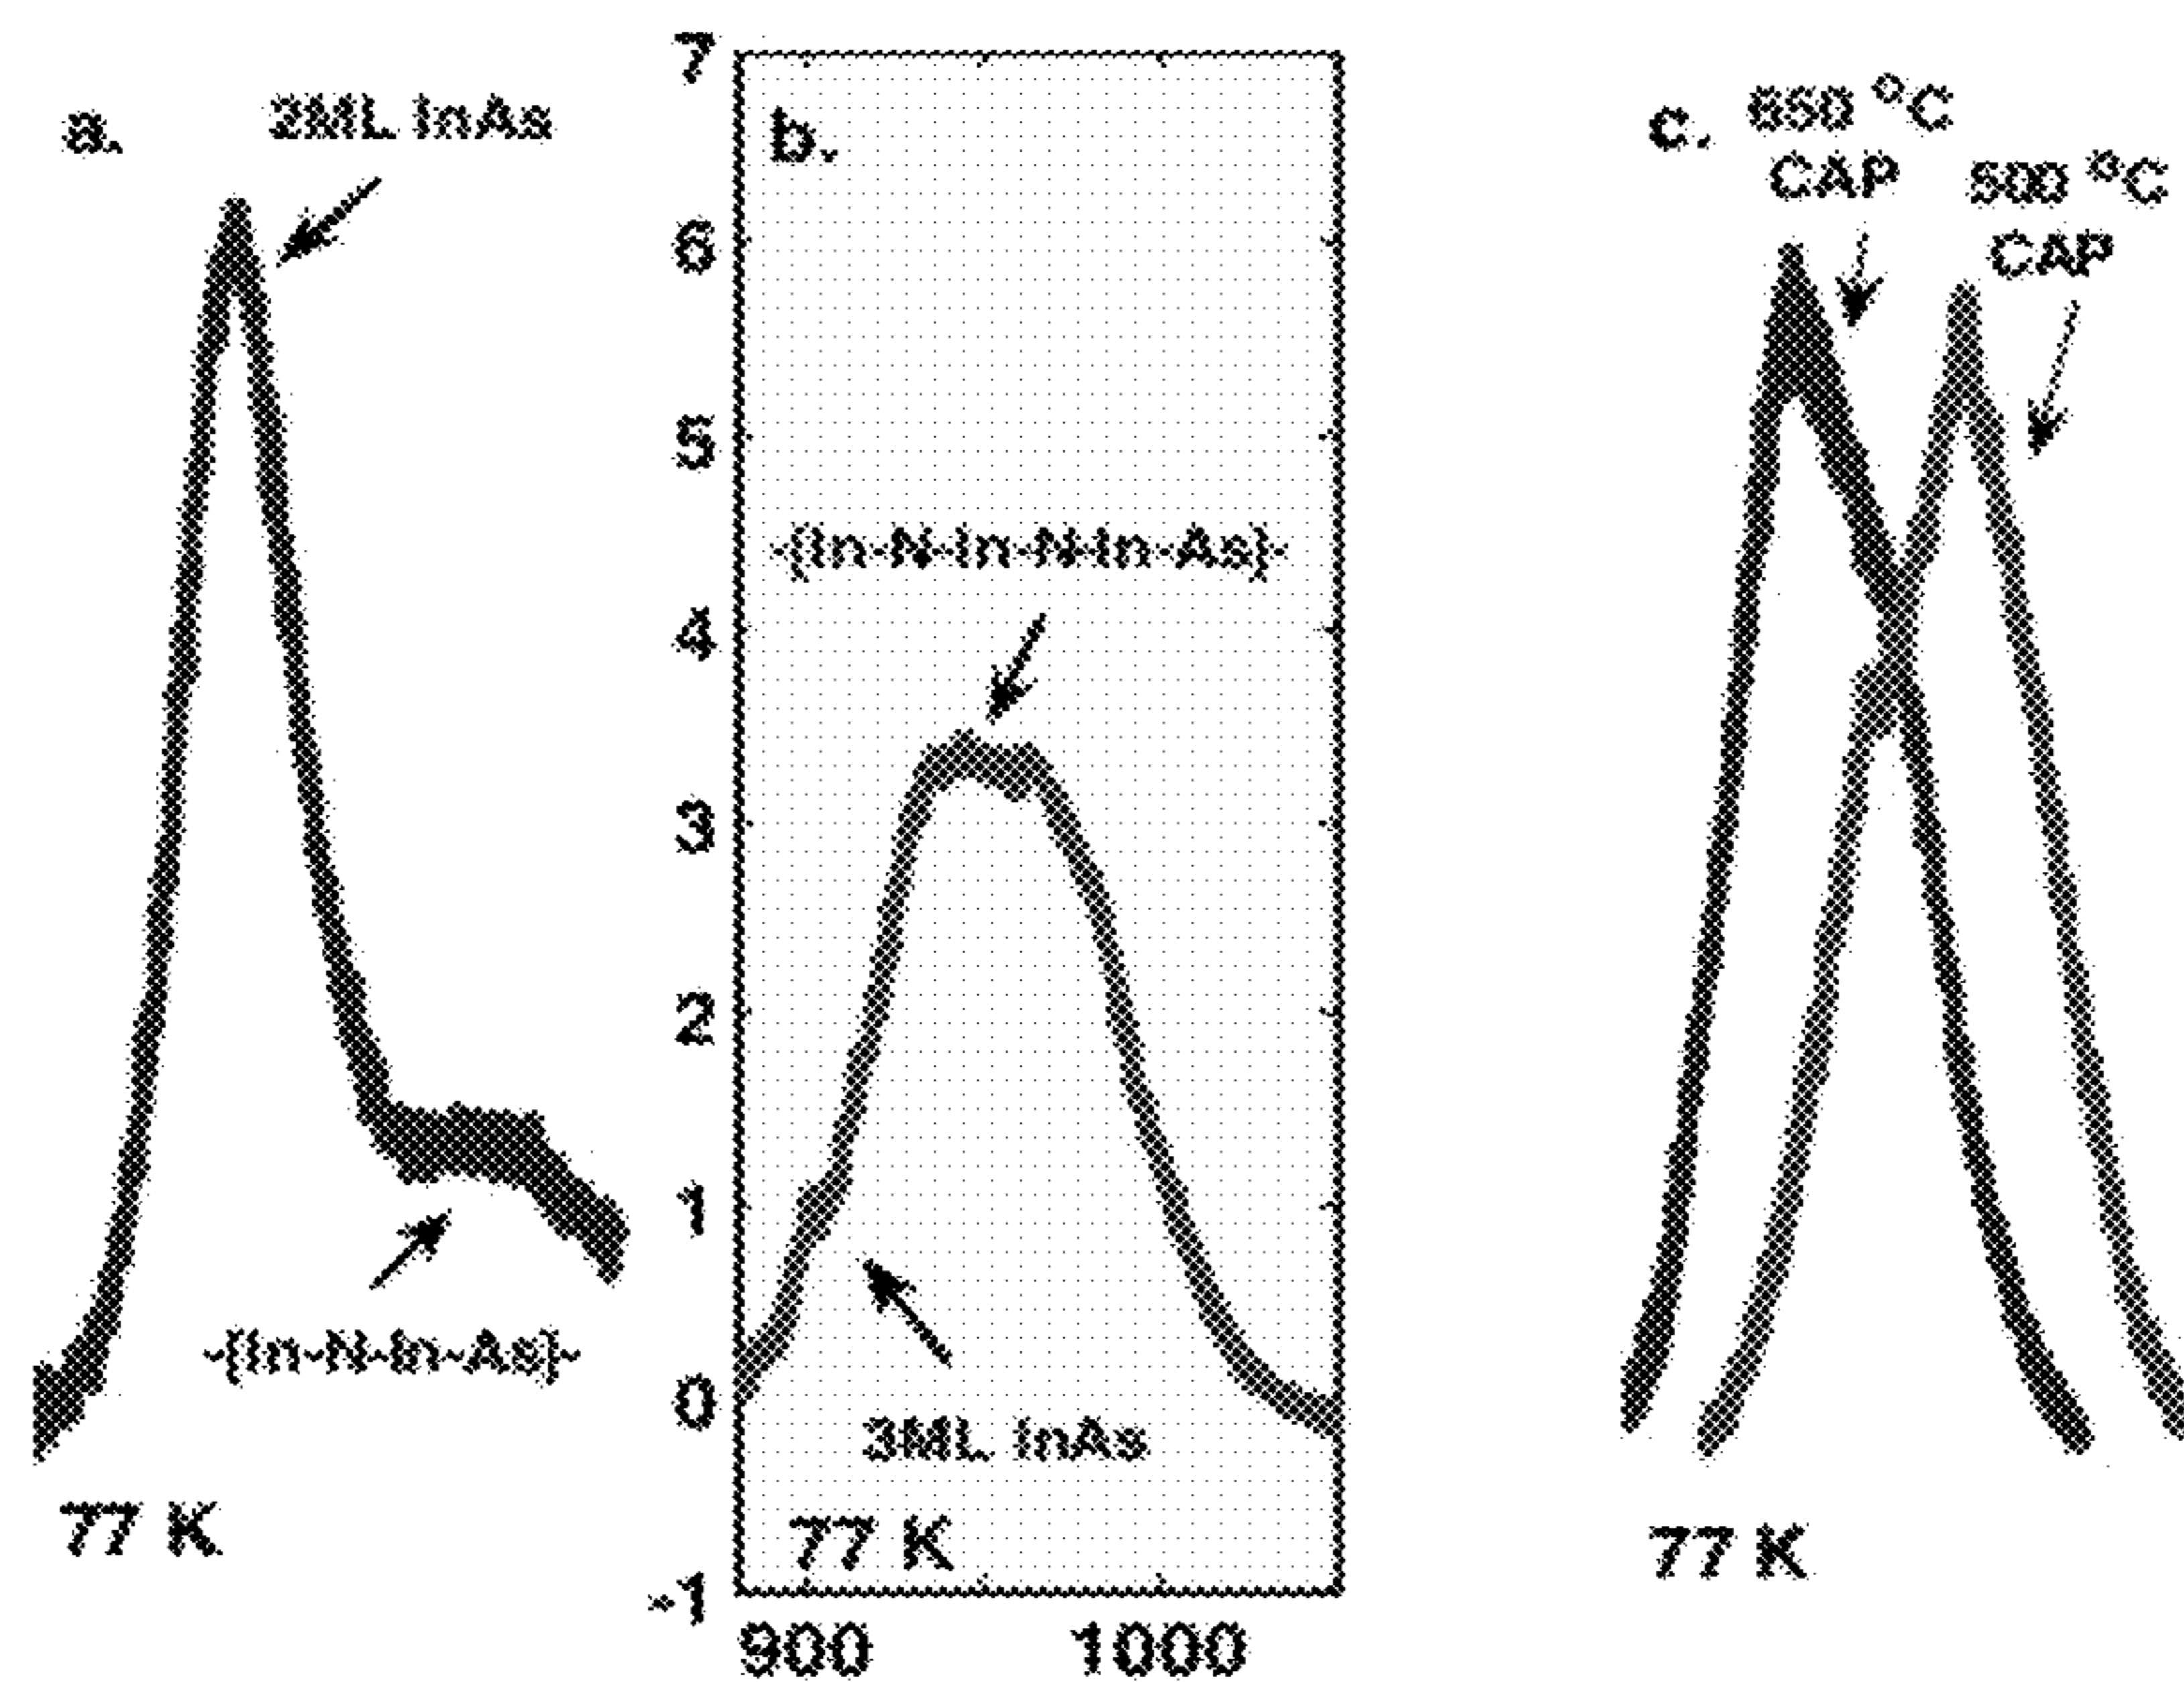 a.
3ML InAs
-{In-N-In-As}-
77 K
b.
7
6
5
4
3
2
1
0
-1
-{In-N-In-N-In-As}-
3ML InAs
77 K
900 1000
c.
650 °C
CAP
500 °C
CAP
77 K